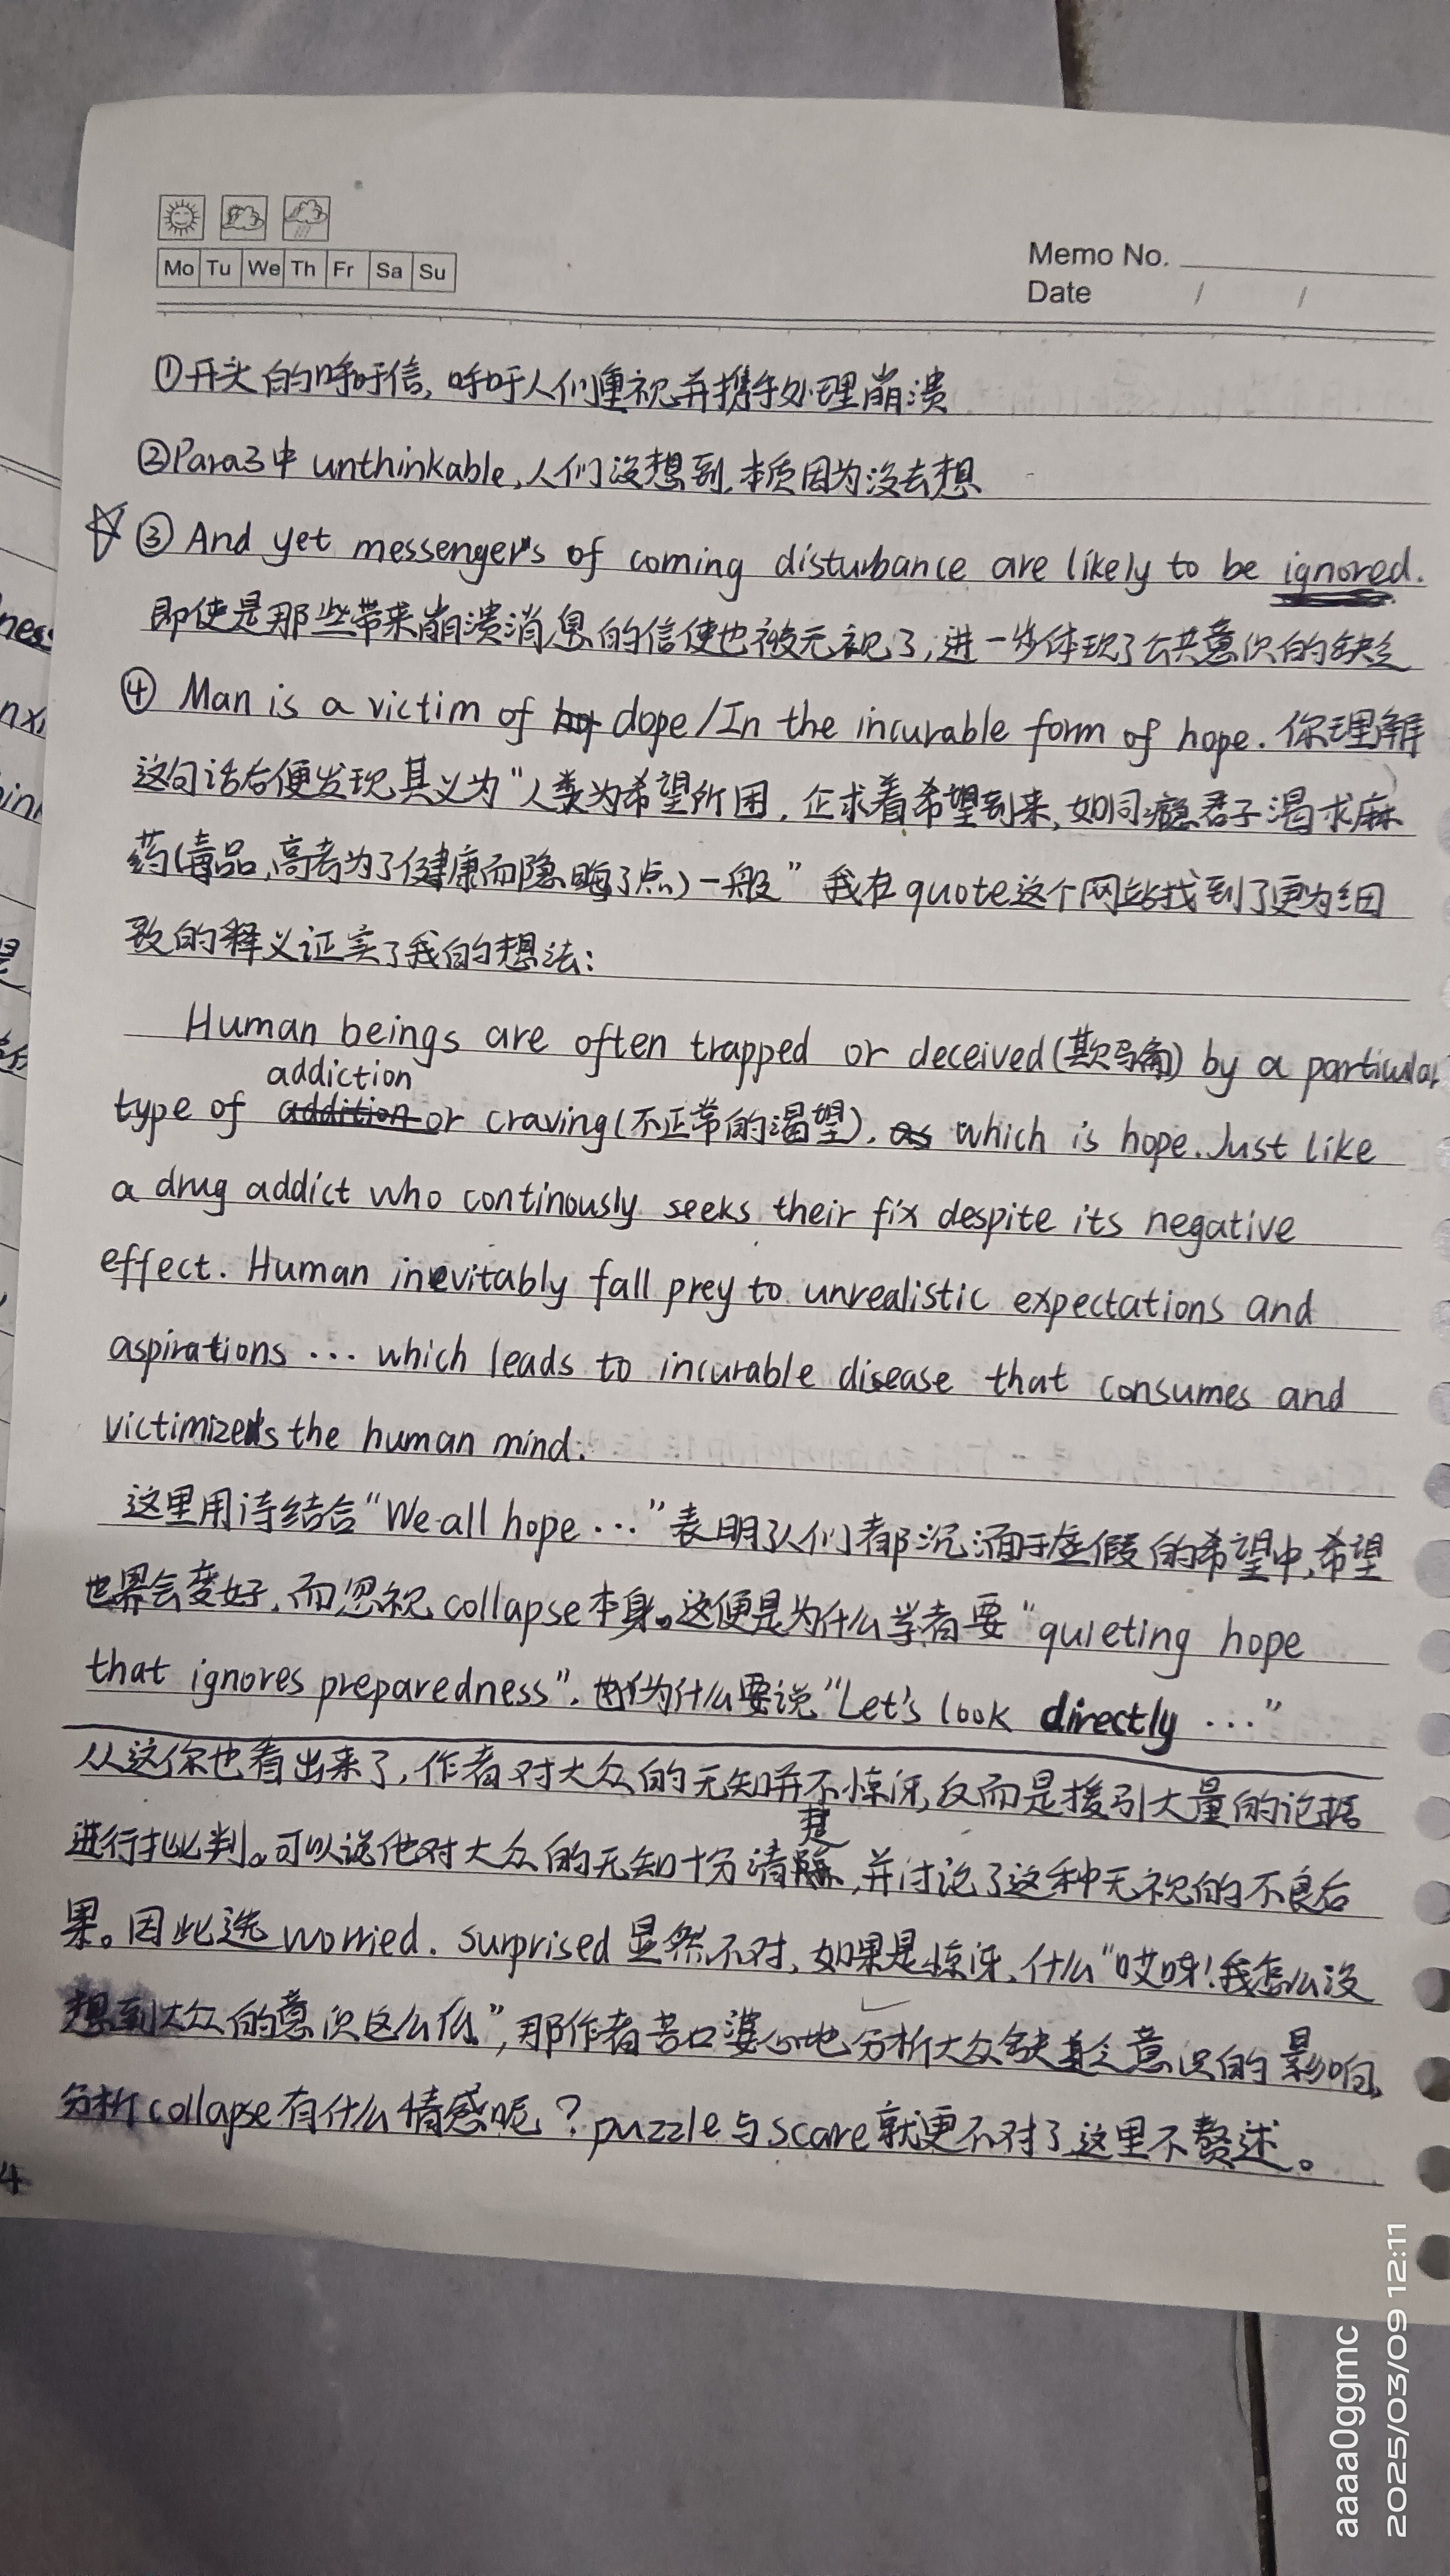 Mo Tu We Th Fr Sa Su
Memo No.
Date / /
①开头的呼吁信,呼吁人们重视并携手处理崩溃
②Para3中unthinkable,人们没想到,本质因为没去想
③ And yet messengers of coming disturbance are likely to be ignored.
即使是那些带来崩溃消息的信使也被无视了,进一步体现了公共意识的缺乏
④ Man is a victim of dope/In the incurable form of hope. 你理解
这句话后便发现其义为"人类为希望所困,企求着希望到来,如同瘾君子渴求麻
药(毒品,高考为了健康而隐晦了点)一般" 我在quote这个网站找到了更为细
致的释义证实了我的想法:
Human beings are often trapped or deceived(欺骗) by a particular
addiction
type of addition or craving(不正常的渴望), as which is hope. Just like
a drug addict who continously seeks their fix despite its negative
effect. Human inevitably fall prey to unrealistic expectations and
aspirations ... which leads to incurable disease that consumes and
victimizes the human mind.
这里用诗结合"We all hope ..."表明了人们都沉湎于虚假的希望中,希望
世界会变好,而忽视collapse本身。这便是为什么学者要"quieting hope
that ignores preparedness".也为什么要说"Let's look directly ..."
从这你也看出来了,作者对大众的无知并不惊讶,反而是援引大量的论据
进行批判。可以说他对大众的无知十分清楚,并讨论了这种无视的不良后
果。因此选worried. surprised显然不对,如果是惊讶,什么"哎呀!我怎么没
想到大众的意识这么低",那作者苦口婆心地分析大众缺乏意识的影响,
分析collapse有什么情感呢?puzzle与scare就更不对了这里不赘述。
ness
4
aaaa0ggmc
2025/03/09 12:11